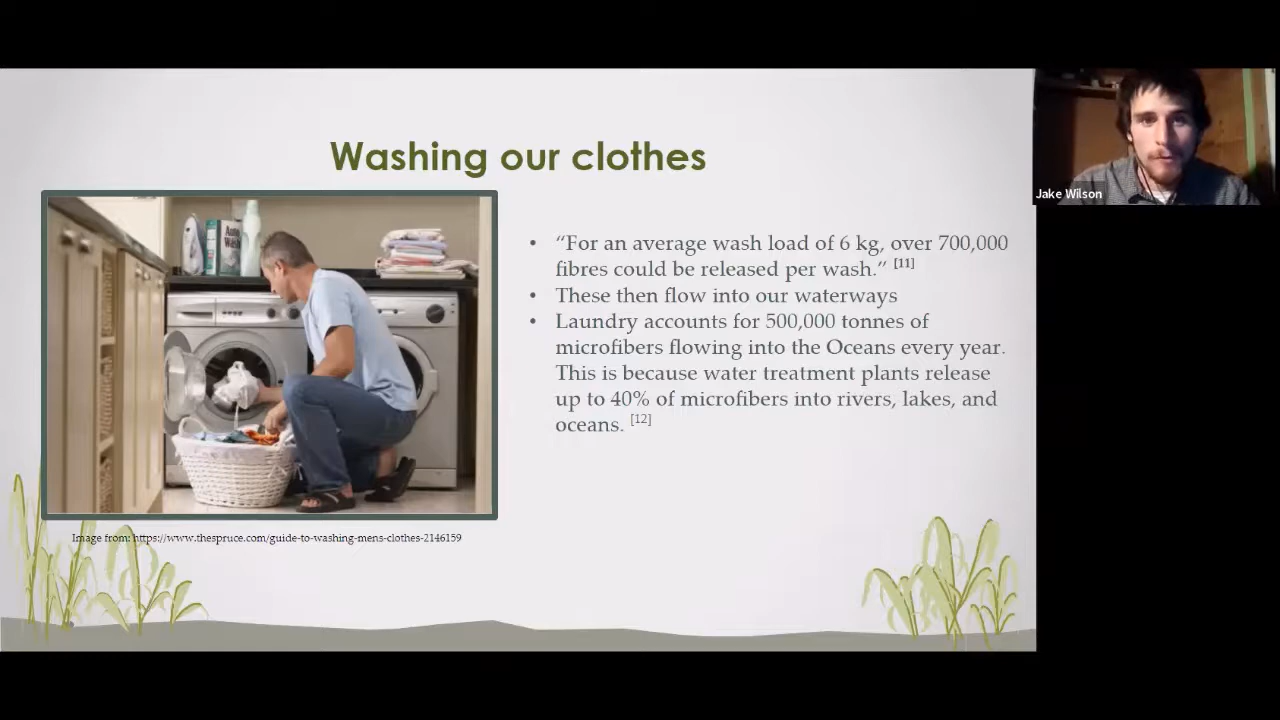 Washing our clothes
Auto
Wash
• “For an average wash load of 6 kg, over 700,000
fibres could be released per wash.” [11]
• These then flow into our waterways
• Laundry accounts for 500,000 tonnes of
microfibers flowing into the Oceans every year.
This is because water treatment plants release
up to 40% of microfibers into rivers, lakes, and
oceans. [12]
Image from: https://www.thespruce.com/guide-to-washing-mens-clothes-2146159
Jake Wilson